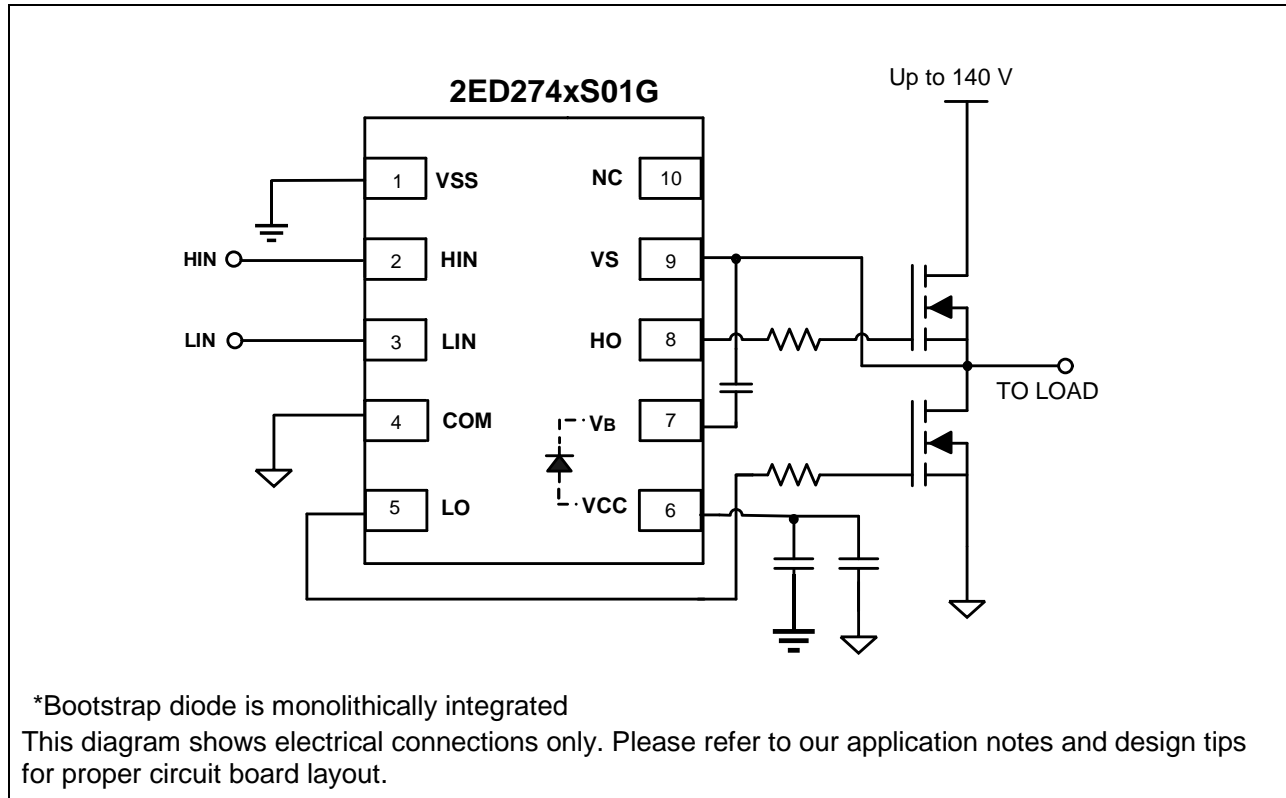 2ED274xS01G
Up to 140 V
1 VSS
NC 10
HIN
2 HIN
VS 9
LIN
3 LIN
HO 8
TO LOAD
4 COM
VB 7
5 LO
VCC 6
*Bootstrap diode is monolithically integrated
This diagram shows electrical connections only. Please refer to our application notes and design tips
for proper circuit board layout.